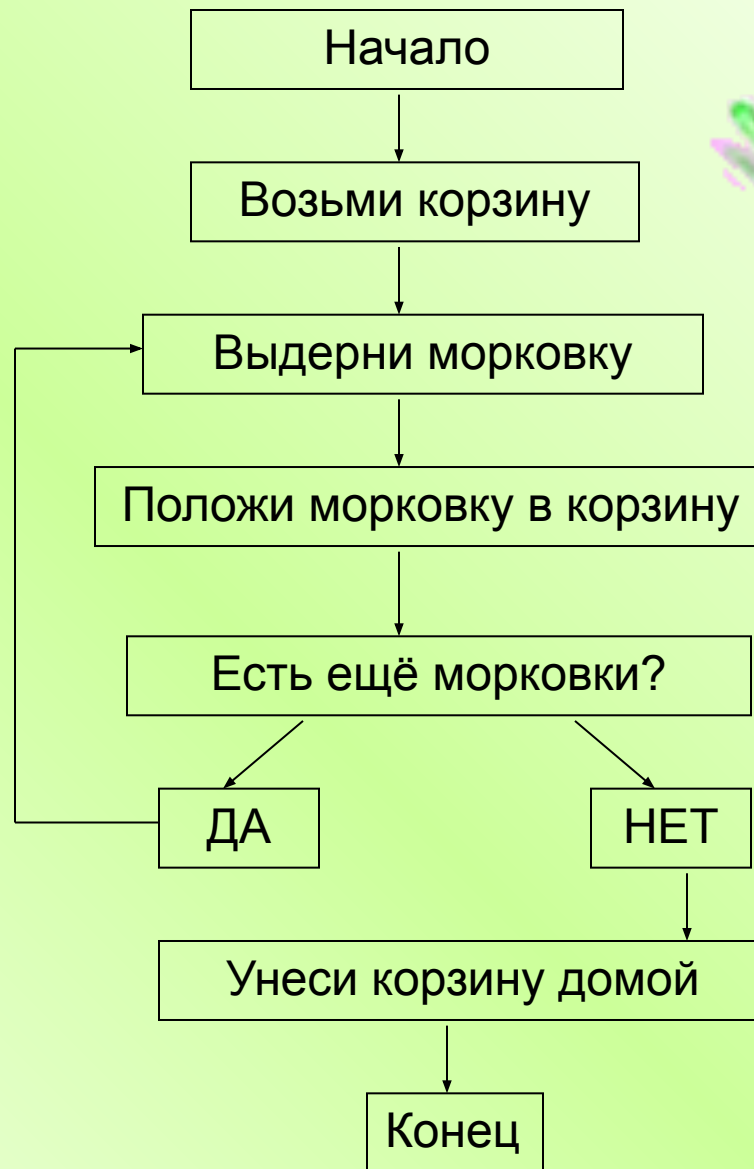 Начало
Возьми корзину
Выдерни морковку
Положи морковку в корзину
Есть ещё морковки?
ДА
НЕТ
Унеси корзину домой
Конец